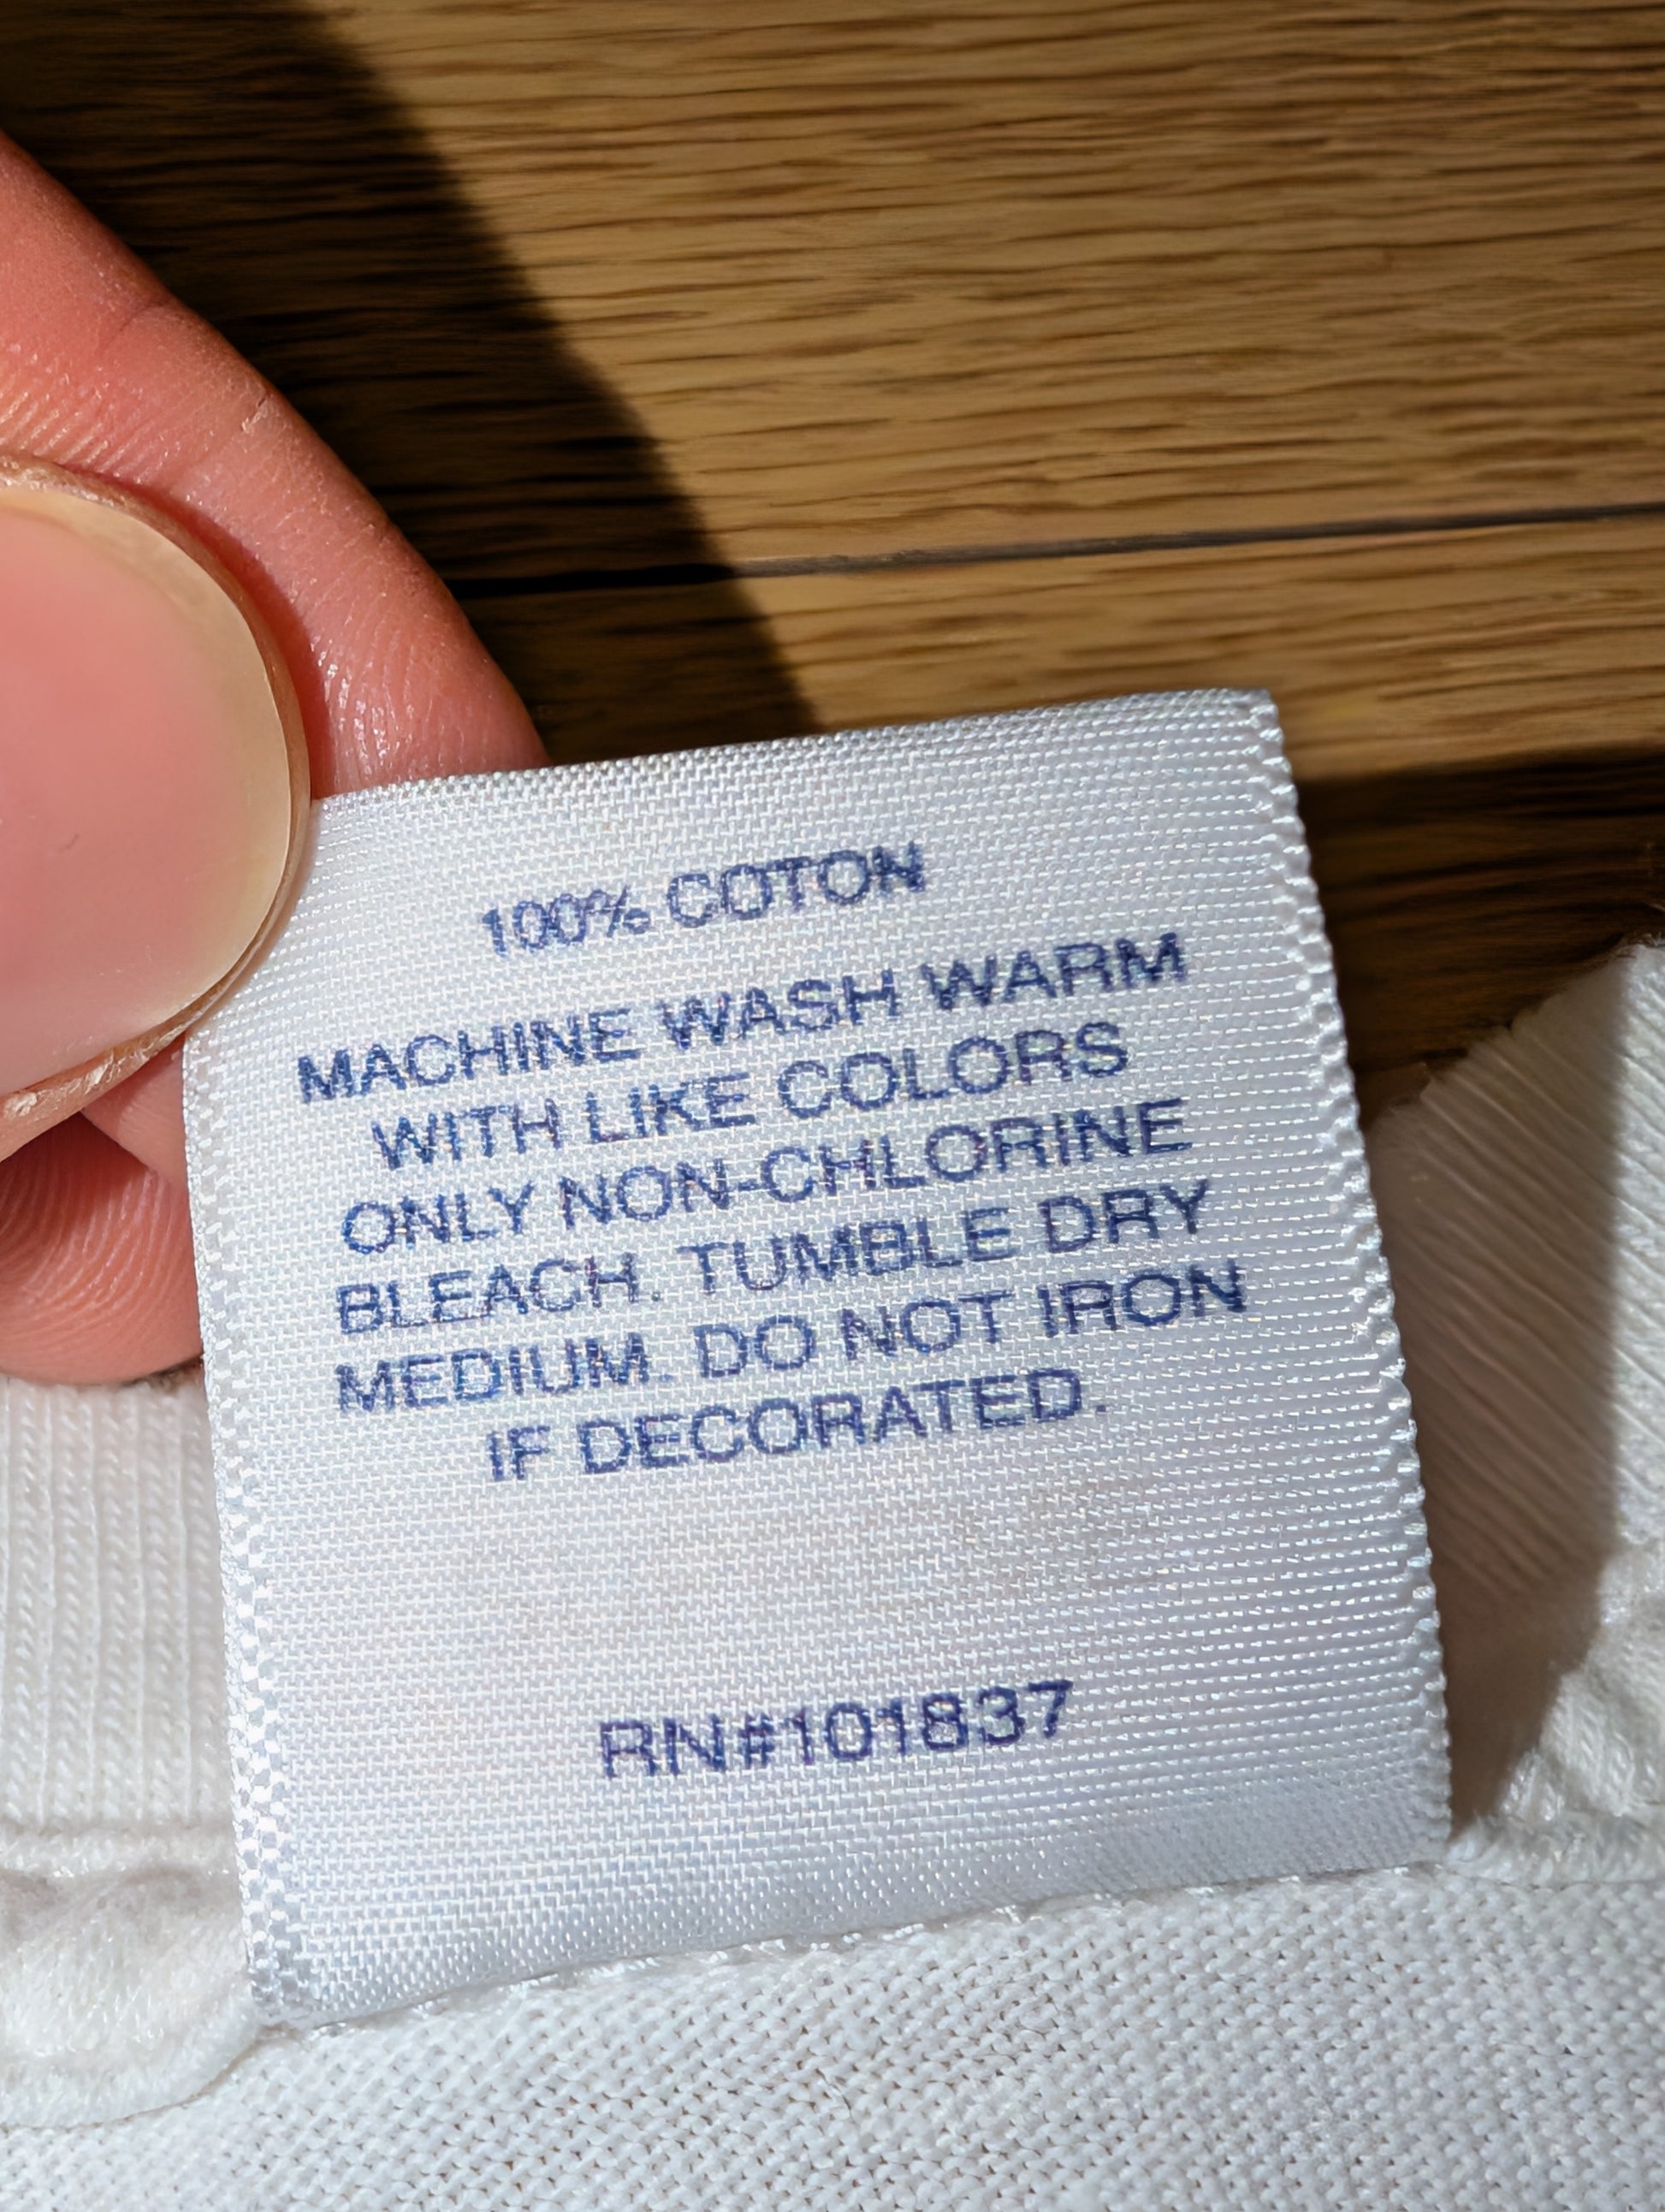 100% COTON
MACHINE WASH WARM
WITH LIKE COLORS
ONLY NON-CHLORINE
BLEACH. TUMBLE DRY
MEDIUM. DO NOT IRON
IF DECORATED.
RN#101837